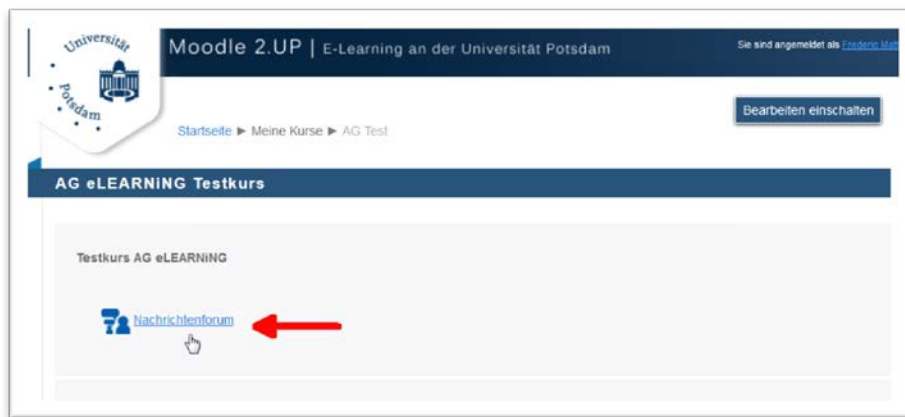 Universität Potsdam
Moodle 2.UP | E-Learning an der Universität Potsdam
Sie sind angemeldet als Frederic
Bearbeiten einschalten
Startseite ► Meine Kurse ► AG Test
AG eLEARNiNG Testkurs
Testkurs AG eLEARNiNG
Nachrichtenforum